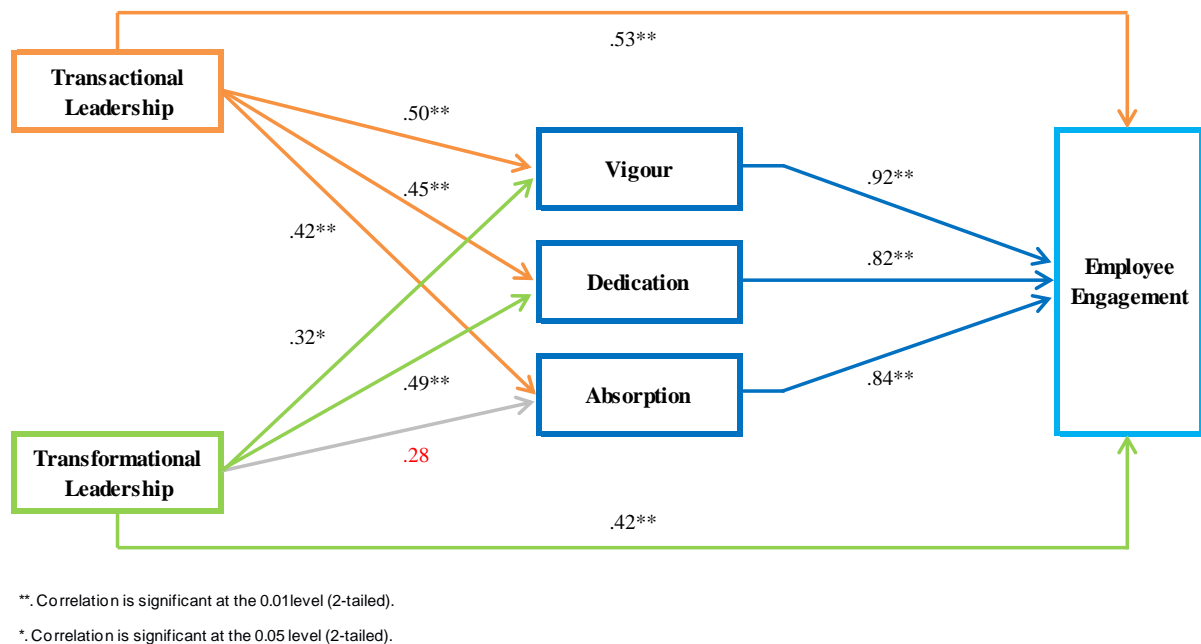 .53**
Transactional
Leadership
.50**
Vigour
.92**
.45**
.42**
.82**
Dedication
Employee
Engagement
.32*
.49**
Absorption
.84**
.28
Transformational
Leadership
.42**
**. Correlation is significant at the 0.01level (2-tailed).
*. Correlation is significant at the 0.05 level (2-tailed).